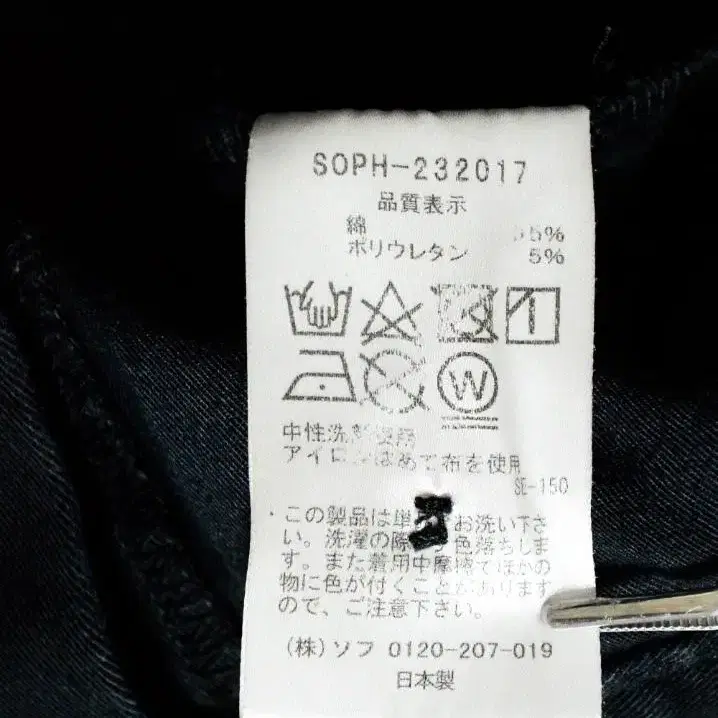 SOPH-232017
品質表示
綿 5%
ポリウレタン 5%
W
中性洗 使用
アイロンはあて布を使用
SE-150
・この製品は単 お洗い下さ
い。洗濯の際 色落ちしま
す。また着用中摩擦でほかの
物に色が付くことがあります
ので、ご注意下さい。
(株)ソフ 0120-207-019
日本製